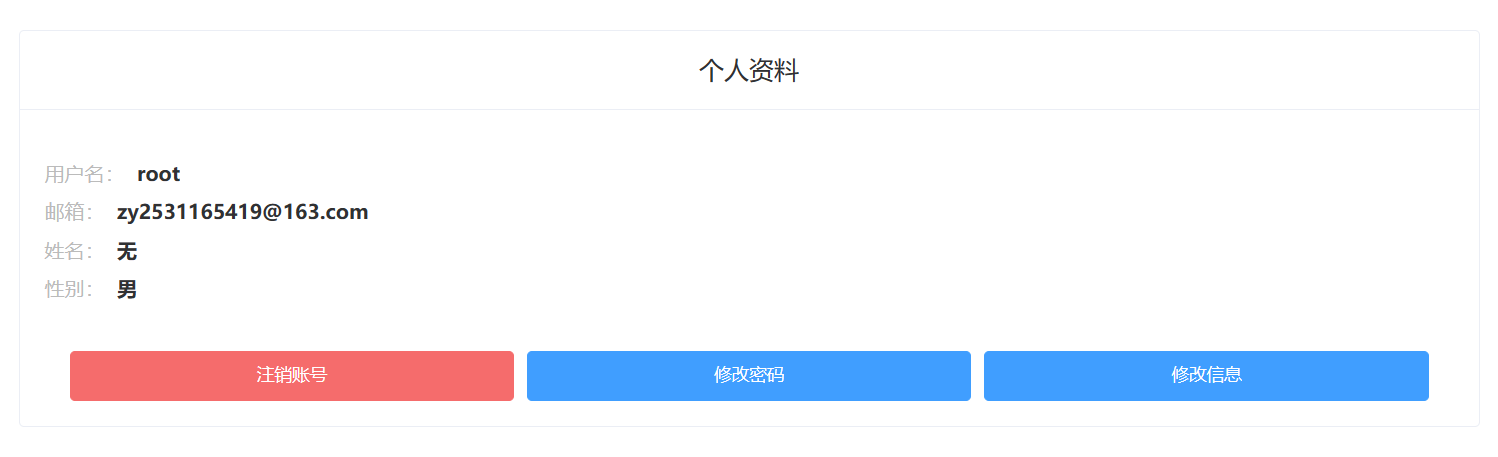 个人资料
用户名： root
邮箱： zy2531165419@163.com
姓名： 无
性别： 男
注销账号 修改密码 修改信息